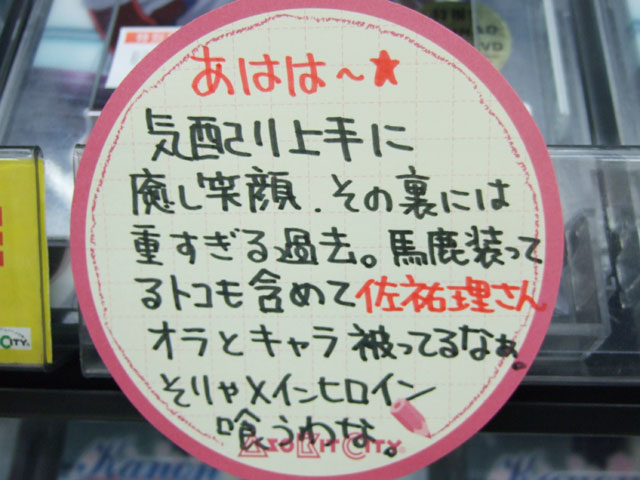 あはは～★
気配り上手に
癒し笑顔．その裏には
重すぎる過去。馬鹿装って
るトコも含めて佐祐理さん
オラとキャラ被ってるなぁ。
そりゃメインヒロイン
喰うわな。
ASOBIT CITY
Kanon